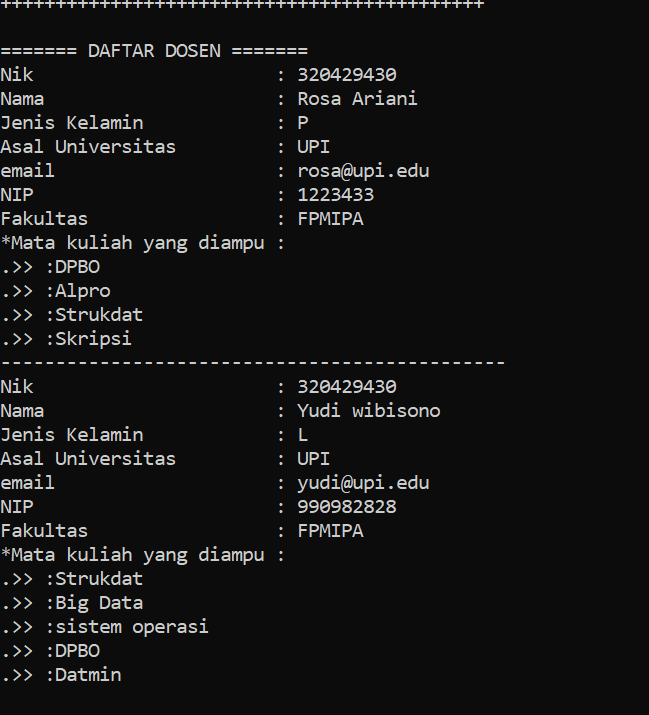 ++++++++++++++++++++++++++++++++++++++++++++
======= DAFTAR DOSEN =======
Nik                      : 320429430
Nama                     : Rosa Ariani
Jenis Kelamin            : P
Asal Universitas         : UPI
email                    : rosa@upi.edu
NIP                      : 1223433
Fakultas                 : FPMIPA
*Mata kuliah yang diampu :
.>> :DPBO
.>> :Alpro
.>> :Strukdat
.>> :Skripsi
----------------------------------------------
Nik                      : 320429430
Nama                     : Yudi wibisono
Jenis Kelamin            : L
Asal Universitas         : UPI
email                    : yudi@upi.edu
NIP                      : 990982828
Fakultas                 : FPMIPA
*Mata kuliah yang diampu :
.>> :Strukdat
.>> :Big Data
.>> :sistem operasi
.>> :DPBO
.>> :Datmin